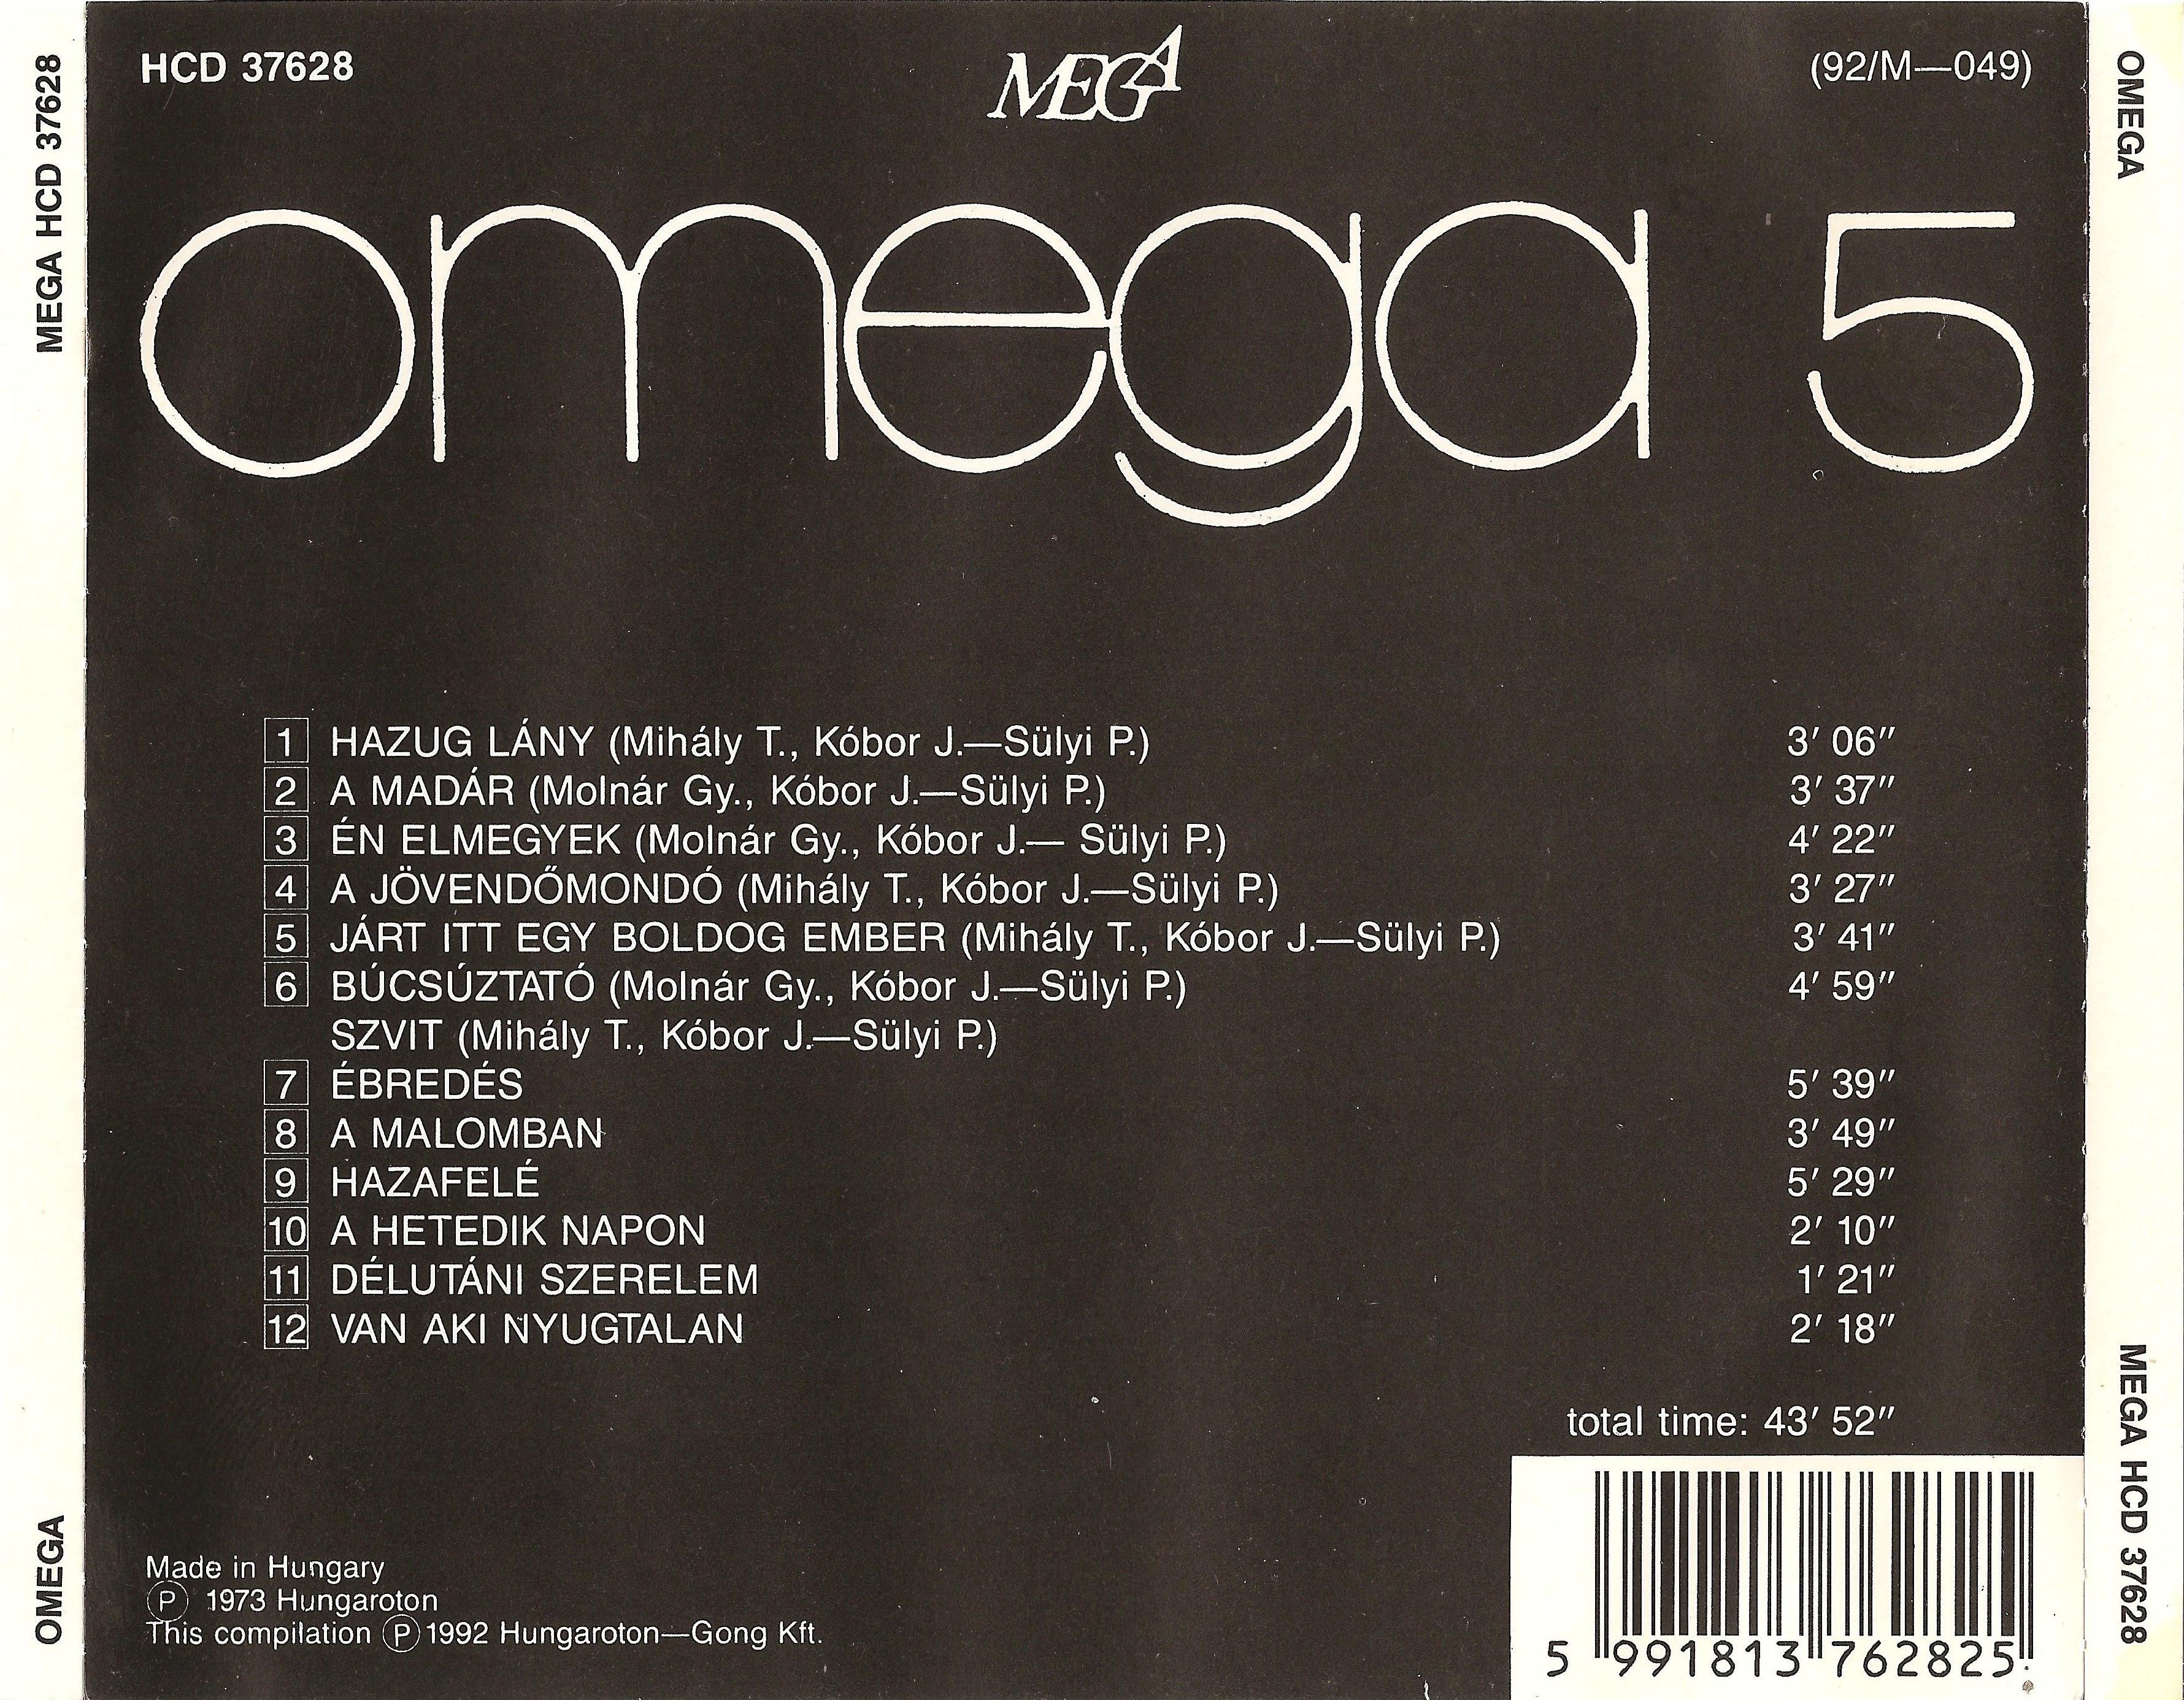 HCD 37628
MEGA
(92/M—049)
omega 5
1 HAZUG LÁNY (Mihály T., Kóbor J.—Sülyi P.) 3′ 06″
2 A MADÁR (Molnár Gy., Kóbor J.—Sülyi P.) 3′ 37″
3 ÉN ELMEGYEK (Molnár Gy., Kóbor J.— Sülyi P.) 4′ 22″
4 A JÖVENDŐMONDÓ (Mihály T., Kóbor J.—Sülyi P.) 3′ 27″
5 JÁRT ITT EGY BOLDOG EMBER (Mihály T., Kóbor J.—Sülyi P.) 3′ 41″
6 BÚCSÚZTATÓ (Molnár Gy., Kóbor J.—Sülyi P.) 4′ 59″
SZVIT (Mihály T., Kóbor J.—Sülyi P.)
7 ÉBREDÉS 5′ 39″
8 A MALOMBAN 3′ 49″
9 HAZAFELÉ 5′ 29″
10 A HETEDIK NAPON 2′ 10″
11 DÉLUTÁNI SZERELEM 1′ 21″
12 VAN AKI NYUGTALAN 2′ 18″
total time: 43′ 52″
Made in Hungary
Ⓟ 1973 Hungaroton
This compilation Ⓟ 1992 Hungaroton—Gong Kft.
5 991813 762825
MEGA HCD 37628
OMEGA
OMEGA
MEGA HCD 37628